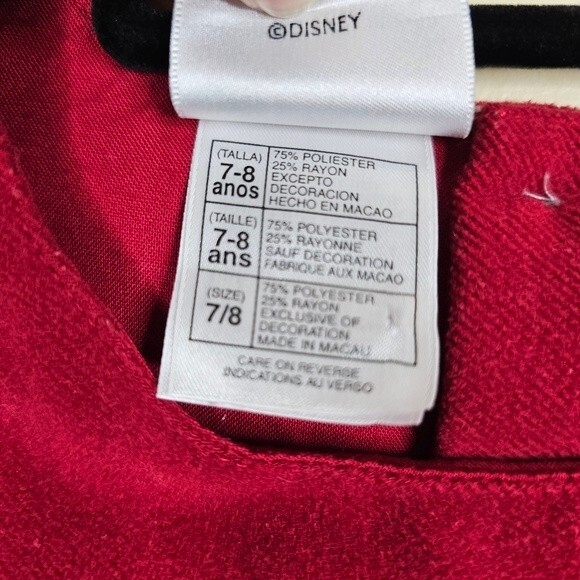 ©DISNEY
(TALLA)
7-8
anos
75% POLIESTER
25% RAYON
EXCEPTO
DECORACION
HECHO EN MACAO
(TAILLE)
7-8
ans
75% POLYESTER
25% RAYONNE
SAUF DECORATION
FABRIQUE AUX MACAO
(SIZE)
7/8
75% POLYESTER
25% RAYON
EXCLUSIVE OF
DECORATION
MADE IN MACAU
CARE ON REVERSE
INDICATIONS AU VERSO